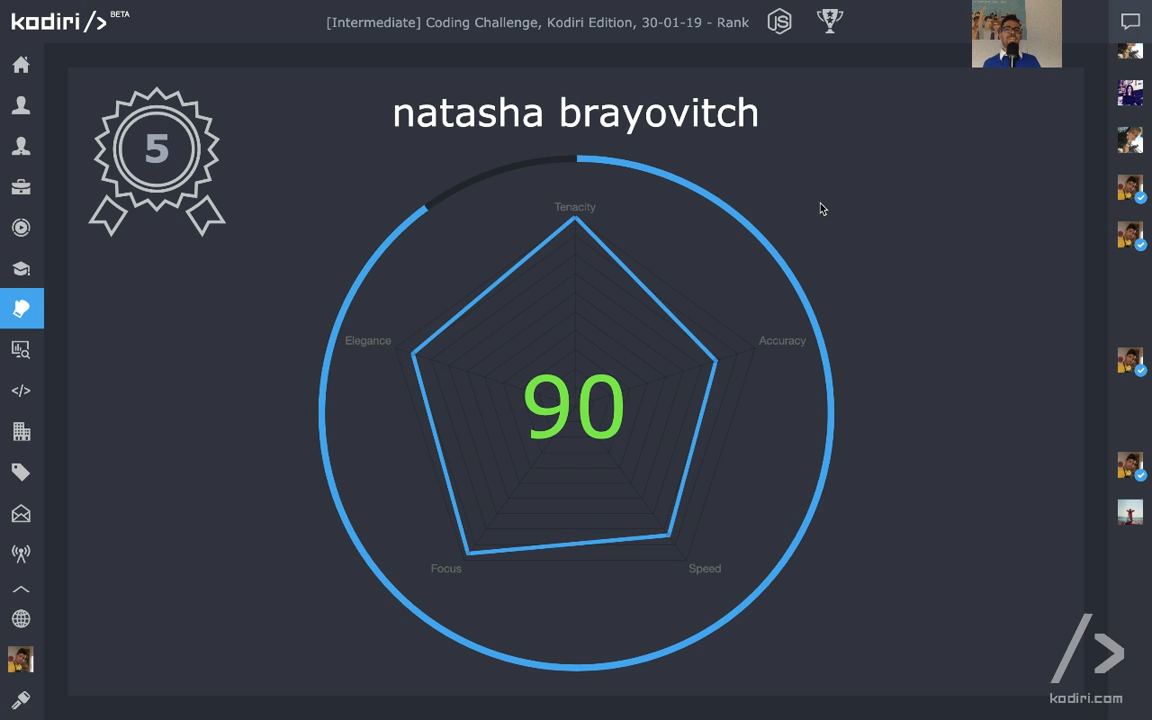 kodiri/> BETA
[Intermediate] Coding Challenge, Kodiri Edition, 30-01-19 - Rank
JS
5
natasha brayovitch
Tenacity
Elegance
Accuracy
90
Focus
Speed
</>
/>
kodiri.com